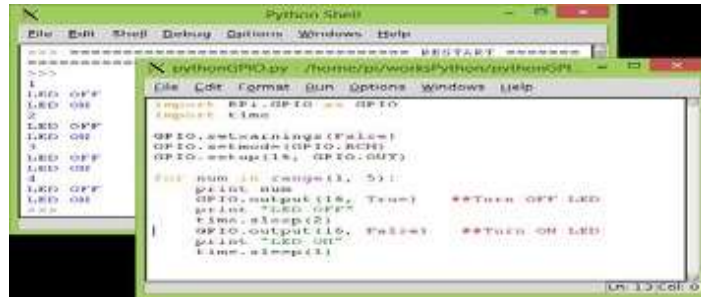 Python Shell
File Edit Shell Debug Options Windows Help
>>> ================================ RESTART =======
>>>
1
LED OFF
LED ON
2
LED OFF
LED ON
3
LED OFF
LED ON
4
LED OFF
LED ON
>>>
pythonGPIO.py - /home/pi/worksPython/pythonGPI...
File Edit Format Run Options Windows Help
import RPi.GPIO as GPIO
import time
GPIO.setwarnings(False)
GPIO.setmode(GPIO.BCM)
GPIO.setup(16, GPIO.OUT)
for num in range(1, 5):
print num
GPIO.output(16, True) ##Turn OFF LED
print "LED OFF"
time.sleep(2)
GPIO.output(16, False) ##Turn ON LED
print "LED ON"
time.sleep(1)
Ln: 13 Col: 0